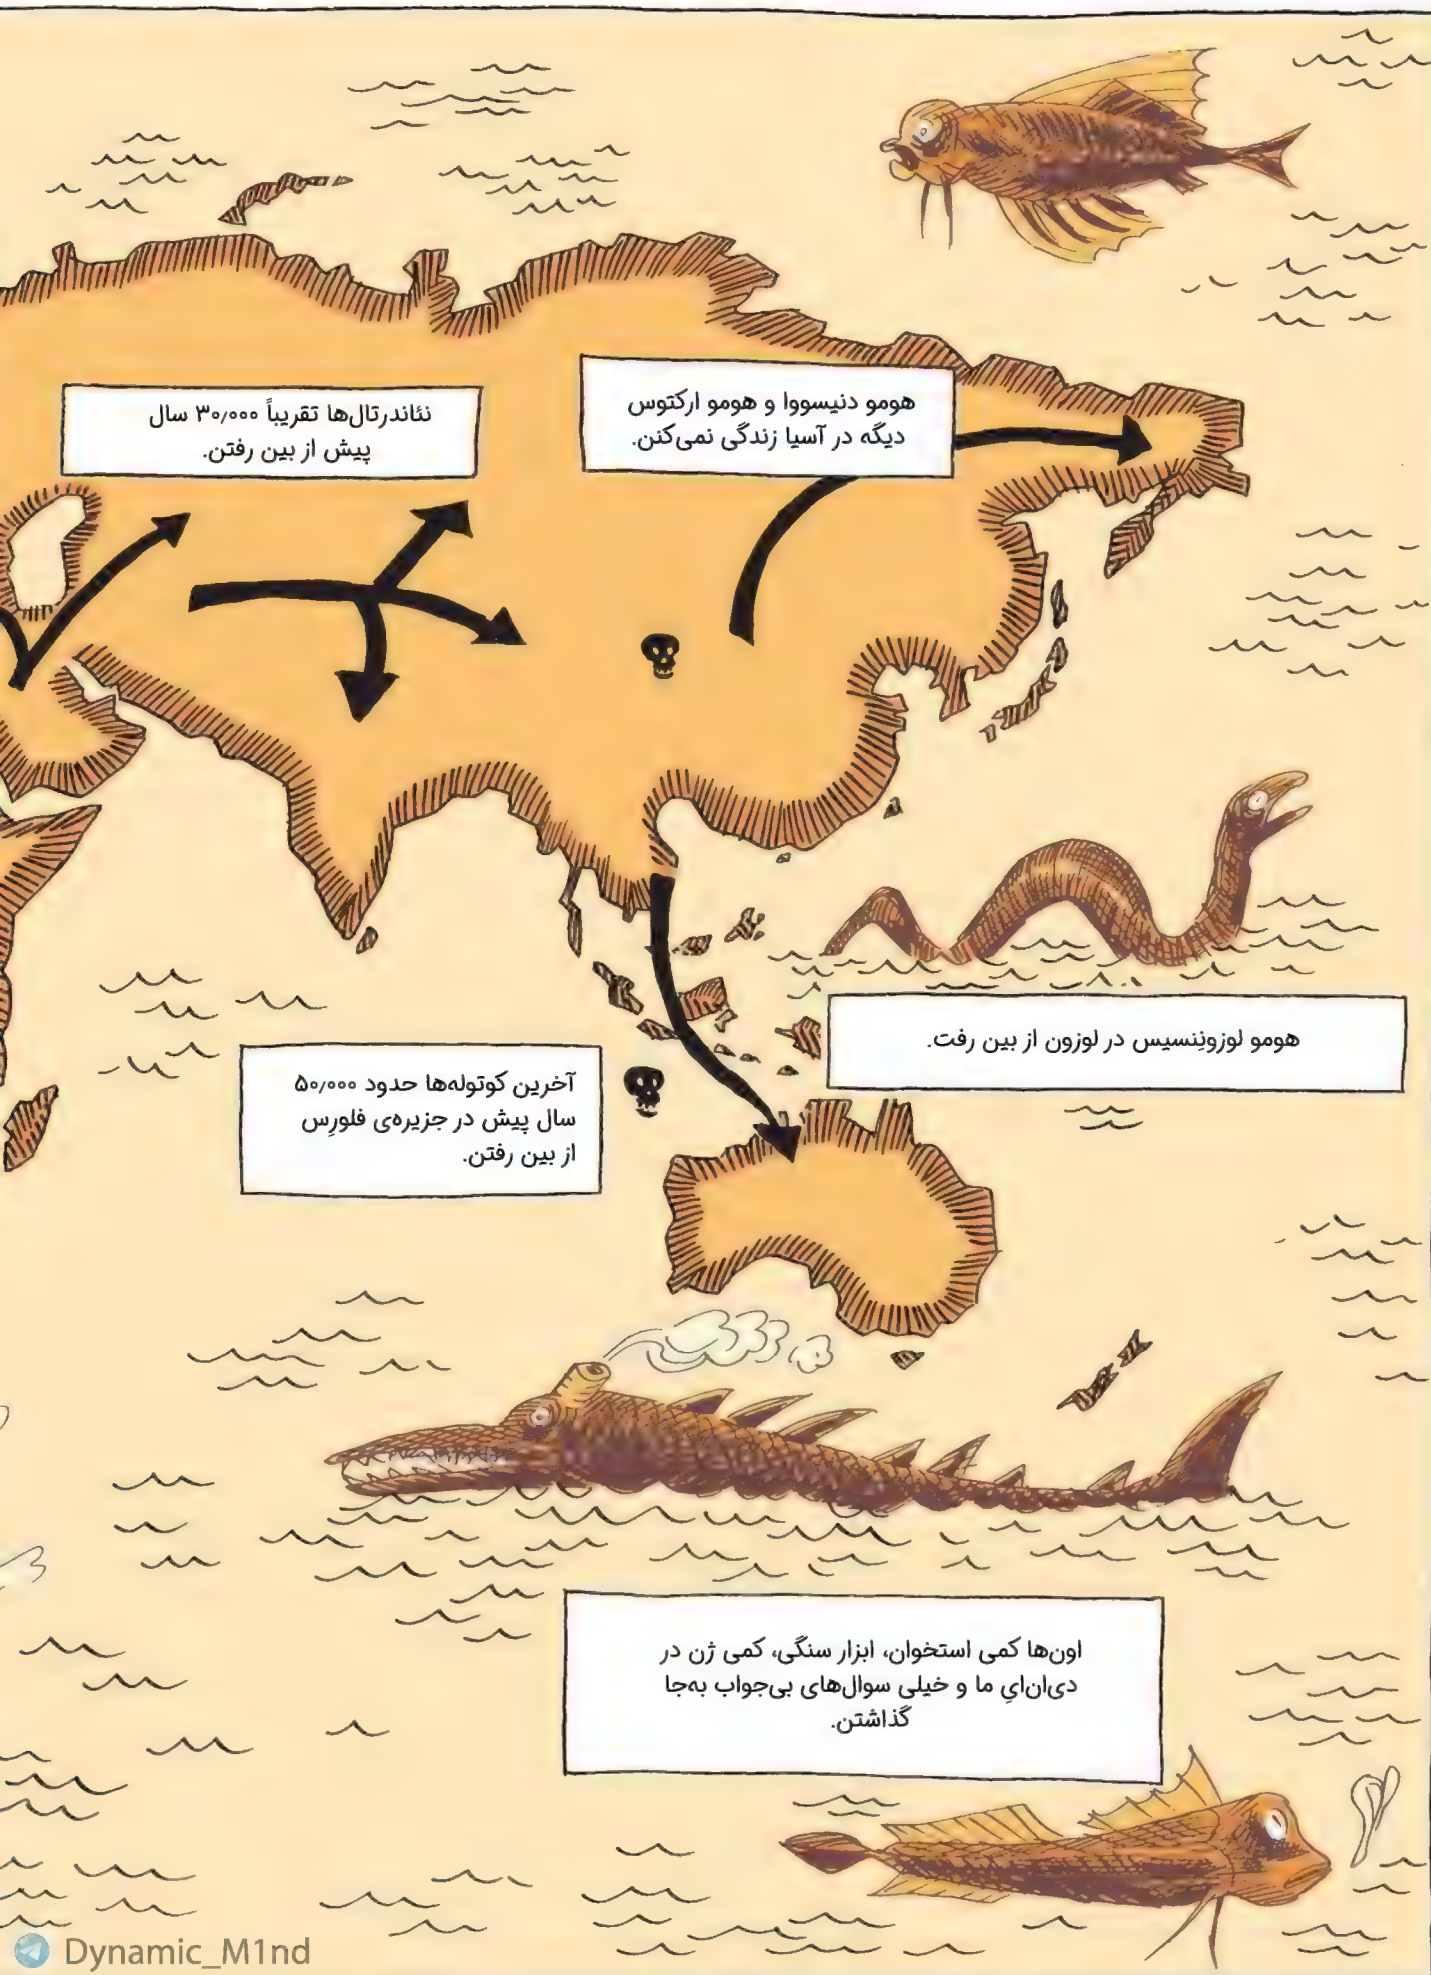 هومو دنیسووا و هومو ارکتوس
دیگه در آسیا زندگی نمی‌کنن.
نئاندرتال‌ها تقریباً ۳۰٫۰۰۰ سال
پیش از بین رفتن.
هومو لوزونِنسیس در لوزون از بین رفت.
آخرین کوتوله‌ها حدود ۵۰٫۰۰۰
سال پیش در جزیره‌ی فلورِس
از بین رفتن.
اون‌ها کمی استخوان، ابزار سنگی، کمی ژن در
دی‌ان‌ایِ ما و خیلی سوال‌های بی‌جواب به‌جا
گذاشتن.
Dynamic_M1nd